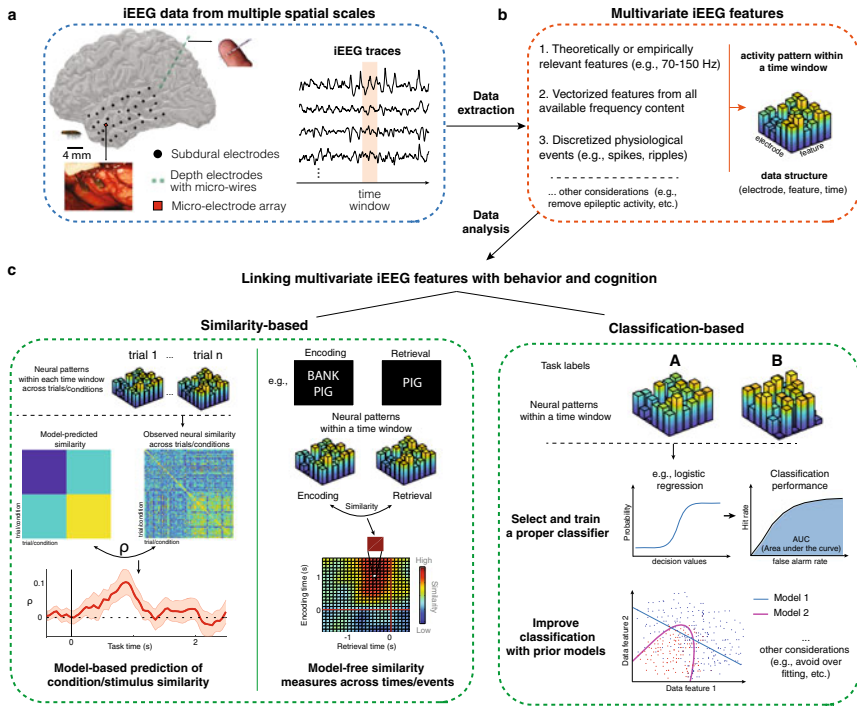 a
iEEG data from multiple spatial scales
iEEG traces
4 mm
Subdural electrodes
Depth electrodes
with micro-wires
Micro-electrode array
time
window
Data
extraction
b
Multivariate iEEG features
1. Theoretically or empirically
relevant features (e.g., 70-150 Hz)
2. Vectorized features from all
available frequency content
3. Discretized physiological
events (e.g., spikes, ripples)
... other considerations (e.g.,
remove epileptic activity, etc.)
activity pattern within
a time window
electrode
feature
data structure
(electrode, feature, time)
Data
analysis
c
Linking multivariate iEEG features with behavior and cognition
Similarity-based
trial 1 ... trial n
Neural patterns
within each time window
across trials/conditions
...
Model-predicted
similarity
Observed neural similarity
across trials/conditions
trial/condition
trial/condition
trial/condition
trial/condition
ρ
0.1
0
ρ
0
2
Task time (s)
Model-based prediction of
condition/stimulus similarity
Encoding
Retrieval
e.g.,
BANK
PIG
PIG
Neural patterns
within a time window
Encoding
Retrieval
Similarity
High
Similarity
Low
Encoding time (s)
1
0
-1
0
Retrieval time (s)
Model-free similarity
measures across times/events
Classification-based
Task labels
A
B
Neural patterns
within a time window
Select and train
a proper classifier
e.g., logistic
regression
Probability
decision values
Classification
performance
Hit rate
AUC
(Area under the curve)
false alarm rate
Improve
classification
with prior models
Data feature 2
Data feature 1
Model 1
Model 2
...
other considerations
(e.g., avoid over
fitting, etc.)